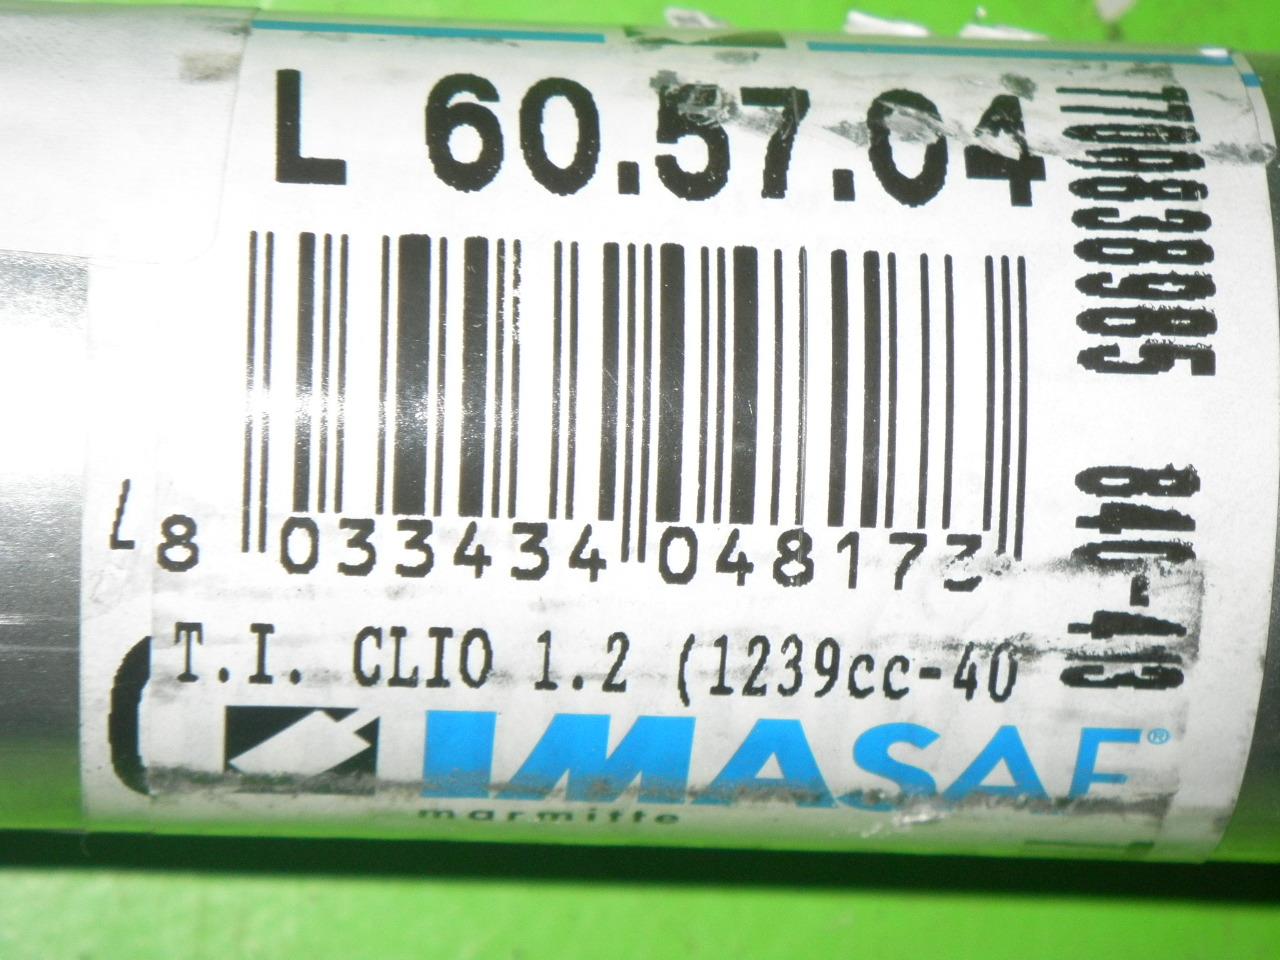 L 60.57.04
L
8 033434 048173
T.I. CLIO 1.2 (1239cc-40
IMASAF®
marmitte
7700838985 840-413